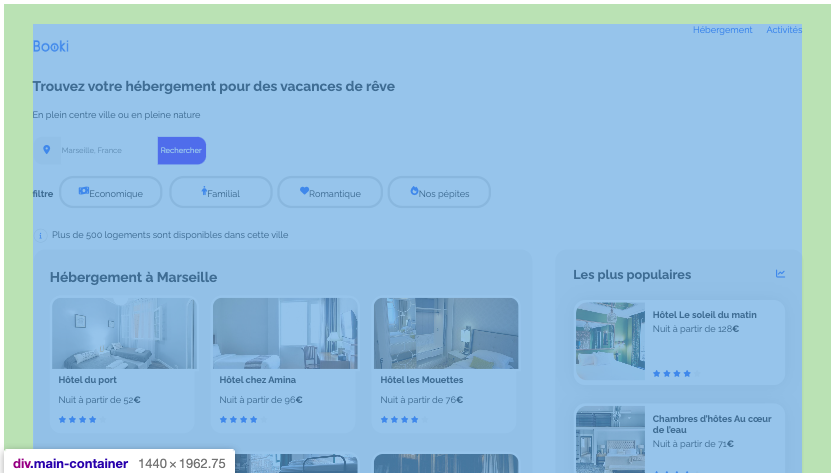 Hébergement Activités
Booki
Trouvez votre hébergement pour des vacances de rêve
En plein centre ville ou en pleine nature
Marseille, France Rechercher
filtre Economique Familial Romantique Nos pépites
i Plus de 500 logements sont disponibles dans cette ville
Hébergement à Marseille
Hôtel du port
Nuit à partir de 52€
Hôtel chez Amina
Nuit à partir de 96€
Hôtel les Mouettes
Nuit à partir de 76€
Les plus populaires
Hôtel Le soleil du matin
Nuit à partir de 128€
Chambres d'hôtes Au cœur
de l'eau
Nuit à partir de 71€
div.main-container 1440 × 1962.75